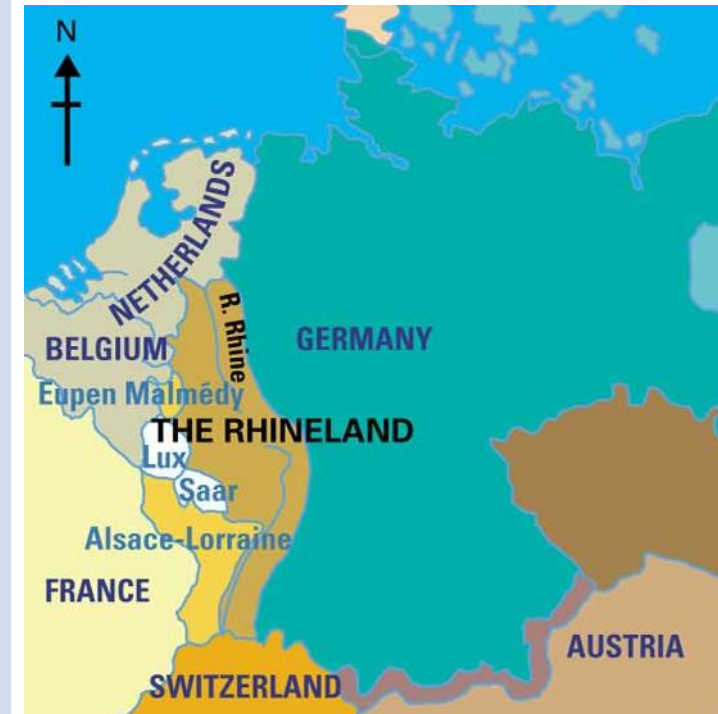 N
NETHERLANDS
R. Rhine
BELGIUM
GERMANY
Eupen Malmédy
THE RHINELAND
Lux
Saar
Alsace-Lorraine
FRANCE
AUSTRIA
SWITZERLAND